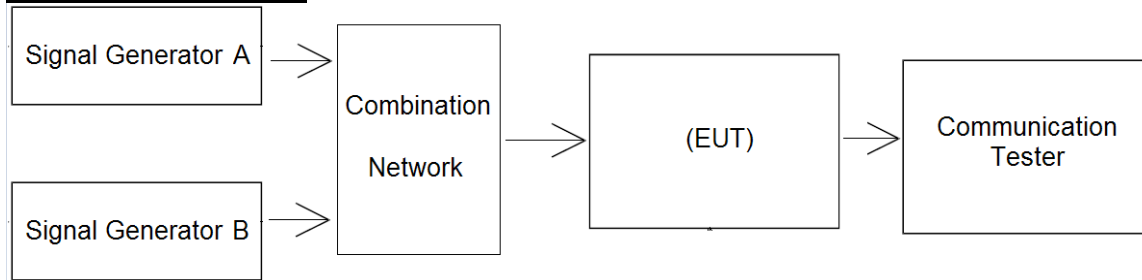 Signal Generator A
Combination
Network
(EUT)
Communication
Tester
Signal Generator B